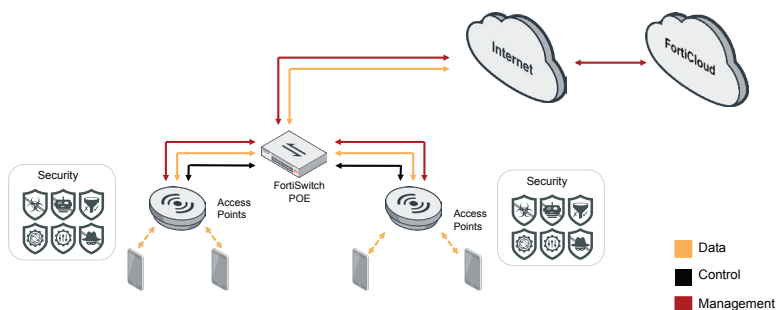 Internet
FortiCloud
FortiSwitch
POE
Security
Access
Points
Security
Access
Points
Data
Control
Management